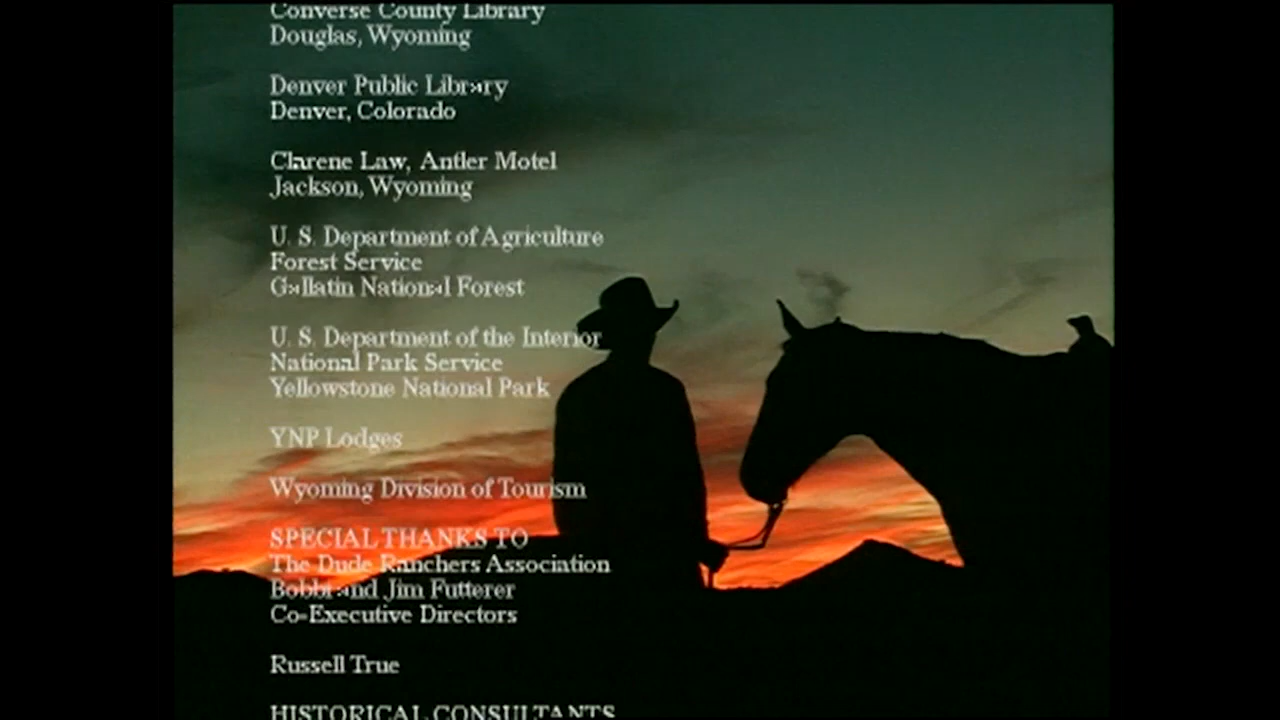 Converse County Library
Douglas, Wyoming
Denver Public Library
Denver, Colorado
Clarene Law, Antler Motel
Jackson, Wyoming
U. S. Department of Agriculture
Forest Service
Gallatin National Forest
U. S. Department of the Interior
National Park Service
Yellowstone National Park
YNP Lodges
Wyoming Division of Tourism
SPECIAL THANKS TO
The Dude Ranchers Association
Bobbi and Jim Futterer
Co-Executive Directors
Russell True
HISTORICAL CONSULTANTS